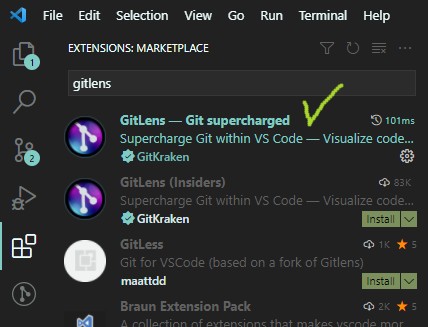 File Edit Selection View Go Run Terminal Help
EXTENSIONS: MARKETPLACE
1
gitlens
GitLens — Git supercharged 101ms
Supercharge Git within VS Code — Visualize code...
GitKraken
2
GitLens (Insiders) 83K
Supercharge Git within VS Code — Visualize code...
GitKraken Install
GitLess 1K 5
Git for VSCode (based on a fork of Gitlens)
maattdd Install
Braun Extension Pack 2K 5
A collection of extensions that makes vscode mor...